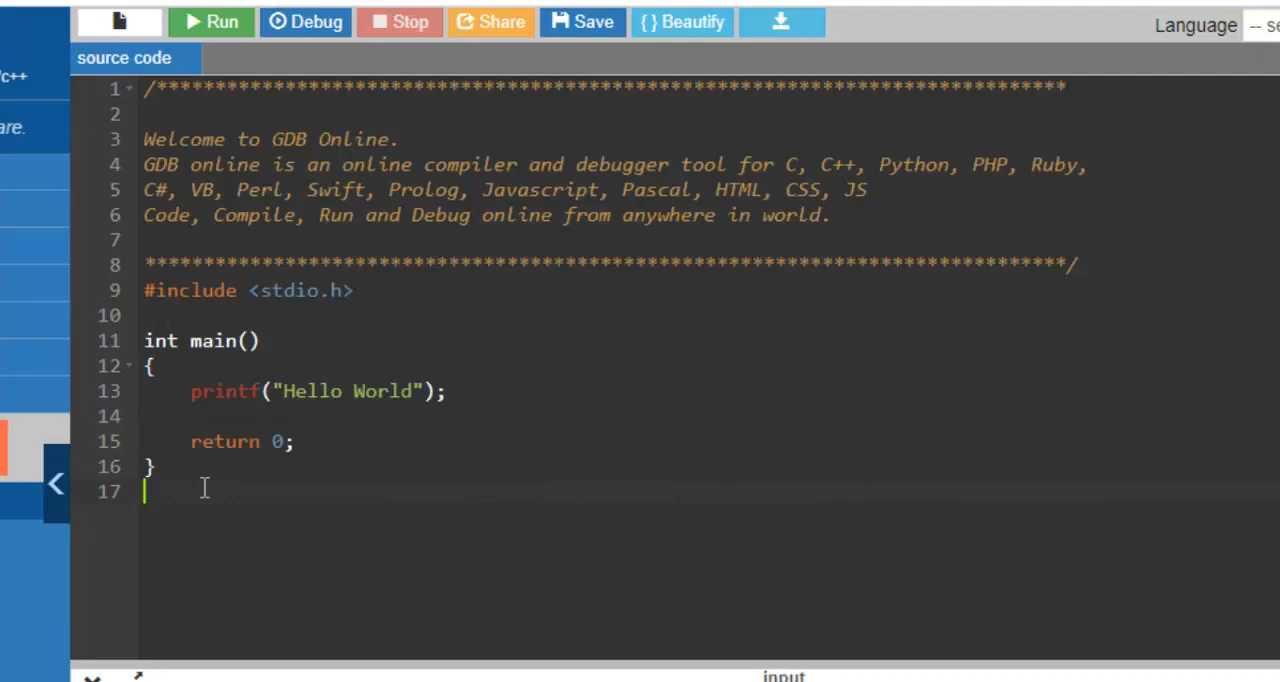 Run Debug Stop Share Save { } Beautify
Language -- se
source code
/c++
are.
1 /******************************************************************************
2
3 Welcome to GDB Online.
4 GDB online is an online compiler and debugger tool for C, C++, Python, PHP, Ruby,
5 C#, VB, Perl, Swift, Prolog, Javascript, Pascal, HTML, CSS, JS
6 Code, Compile, Run and Debug online from anywhere in world.
7
8 *******************************************************************************/
9 #include <stdio.h>
10
11 int main()
12 {
13     printf("Hello World");
14
15     return 0;
16 }
17
input